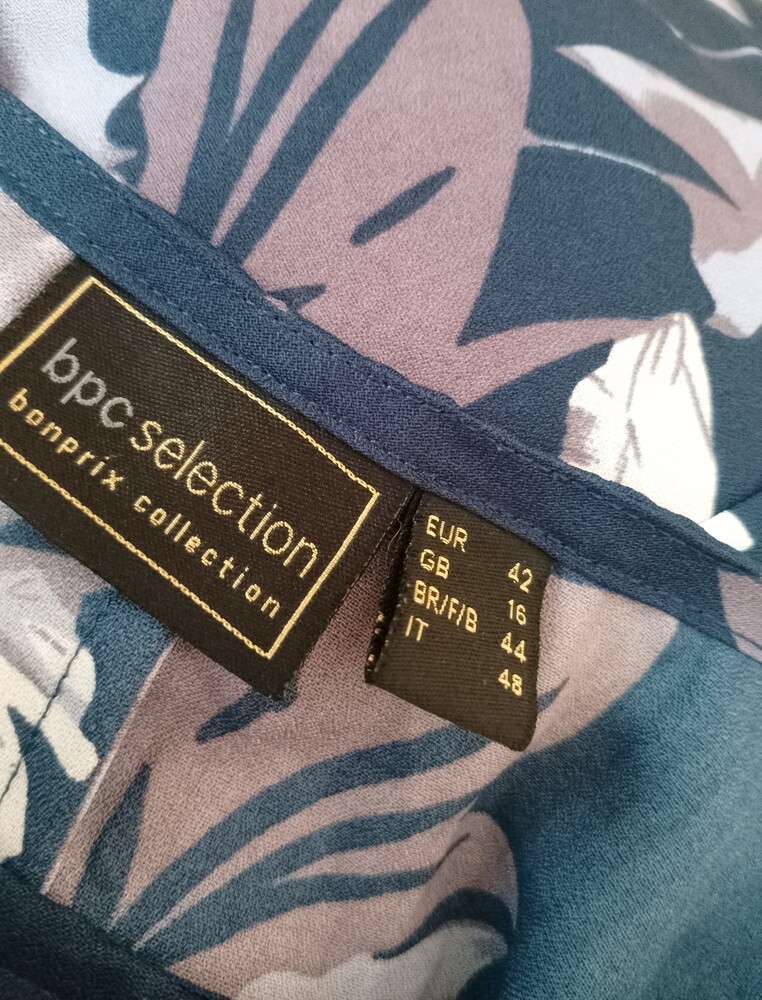 bpc selection
bonprix collection
EUR 42
GB 16
BR/F/B 44
IT 48